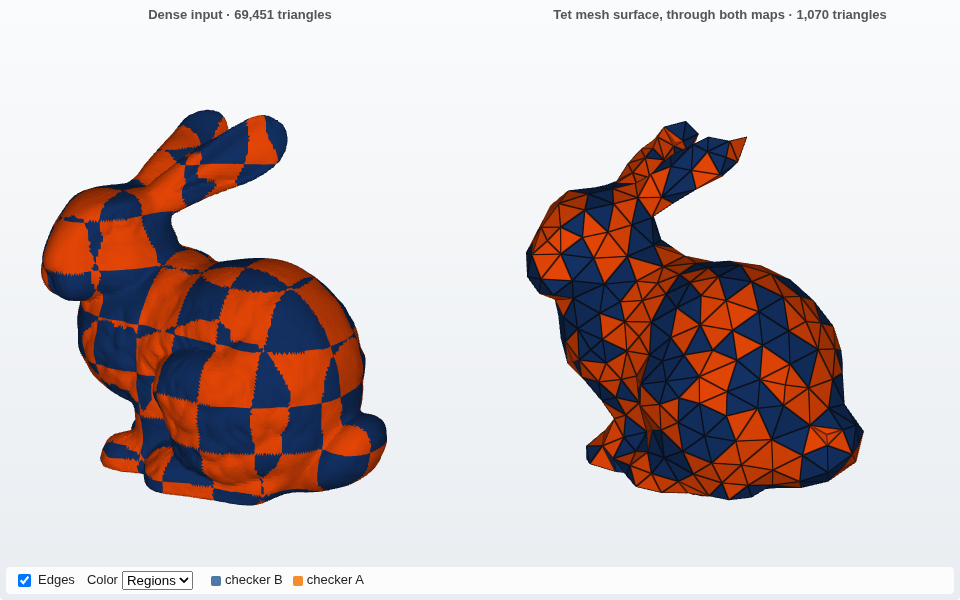 Dense input · 69,451 triangles
Tet mesh surface, through both maps · 1,070 triangles
Edges Color Regions checker B checker A